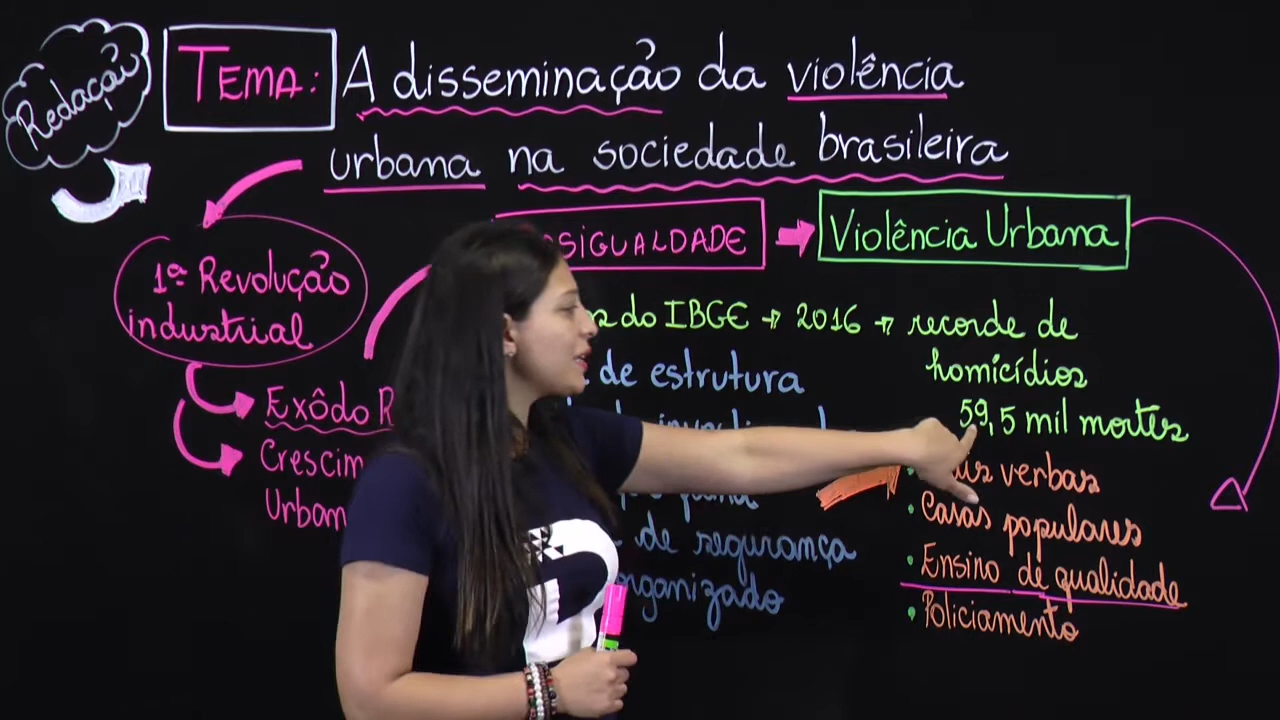 Redação
TEMA: A disseminação da violência
urbana na sociedade brasileira
1ª Revolução
industrial
Exôdo R
Crescim
Urban
SIGUALDADE
Violência Urbana
do IBGE → 2016 → recorde de
homicídios
59,5 mil mortes
de estrutura
de segurança
organizado
verbas
Casas populares
Ensino de qualidade
Policiamento